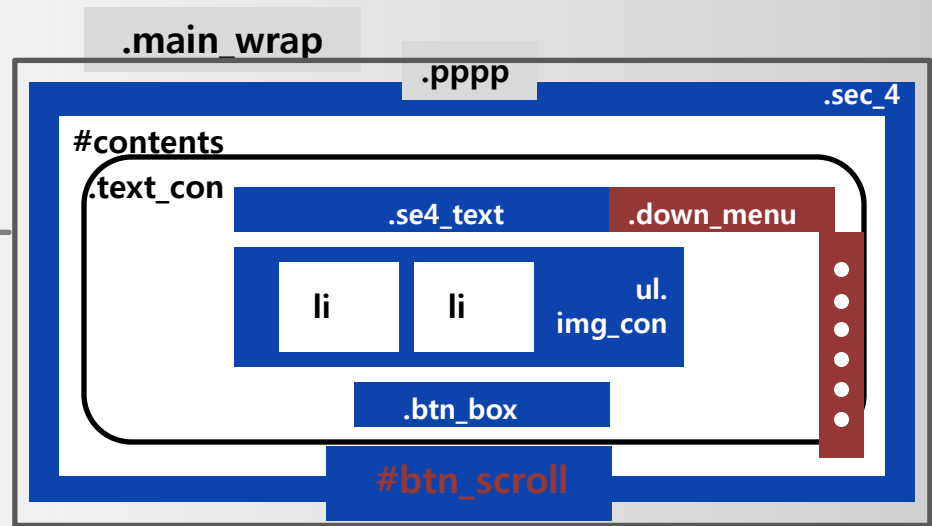 .main_wrap
.pppp
.sec_4
#contents
.text_con
.se4_text
.down_menu
li
li
ul.
img_con
.btn_box
#btn_scroll